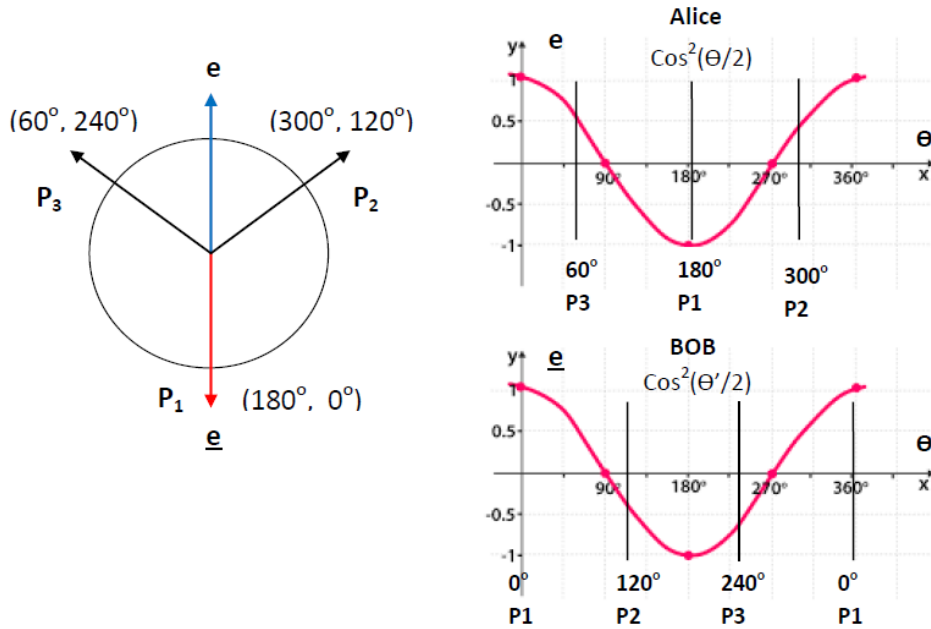 e
(60°, 240°)
(300°, 120°)
P3
P2
P1
(180°, 0°)
e
Alice
y
e
Cos²(Ө/2)
1
0.5
Ө
90°
180°
270°
360°
x
-0.5
-1
60°
180°
300°
P3
P1
P2
BOB
y
e
Cos²(Ө’/2)
1
0.5
Ө
90°
180°
270°
360°
x
-0.5
-1
0°
120°
240°
0°
P1
P2
P3
P1